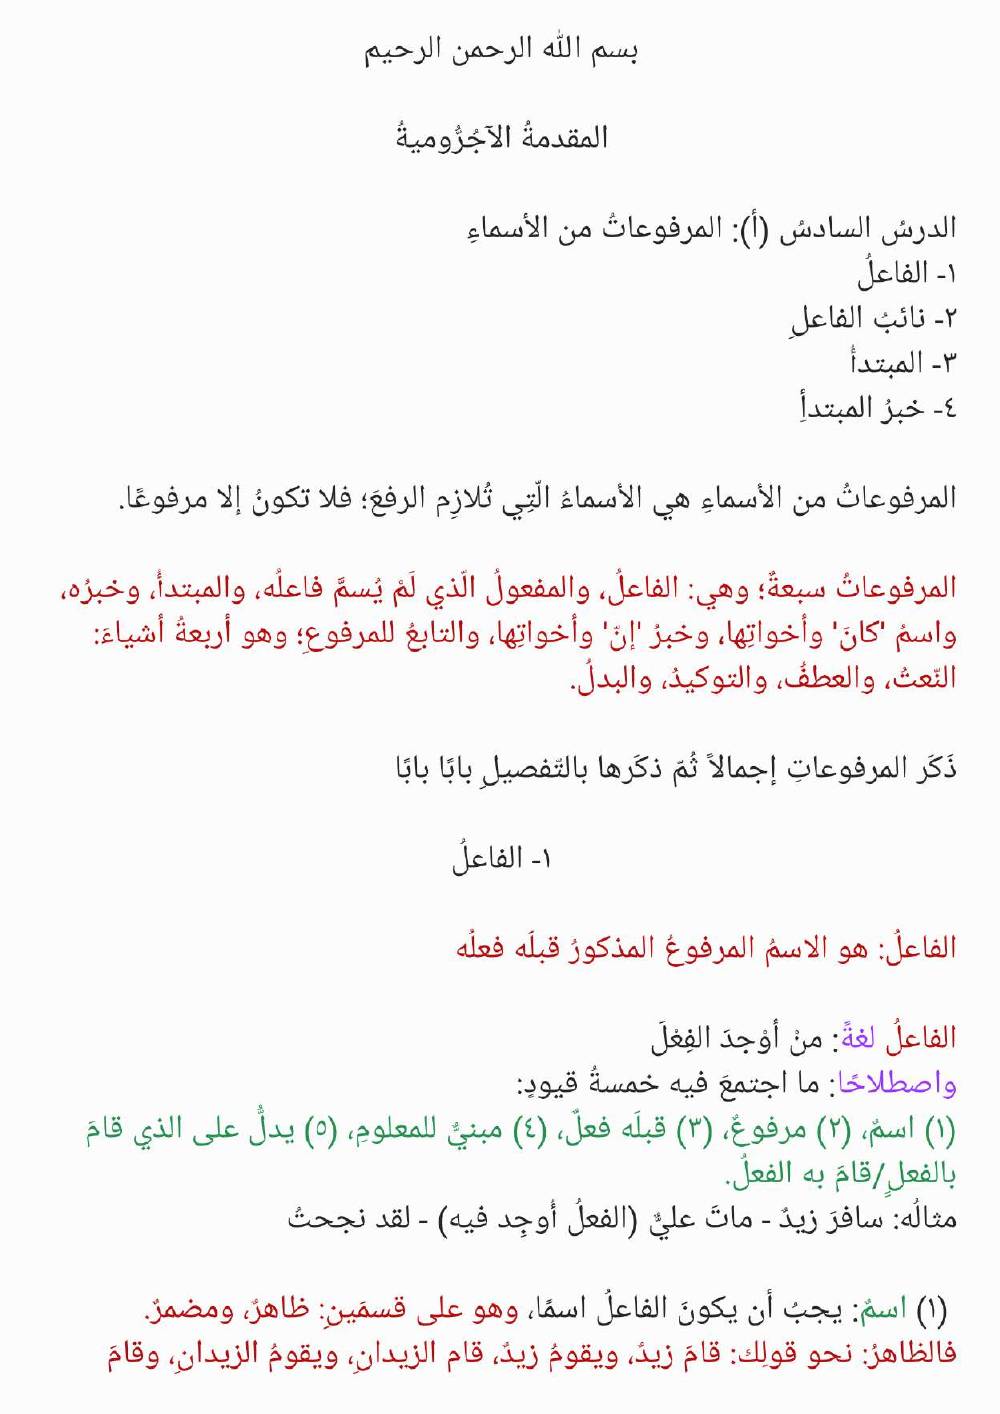 بسم الله الرحمن الرحيم
المقدمةُ الآجُرُّوميةُ
الدرسُ السادسُ (أ): المرفوعاتُ من الأسماءِ
١- الفاعلُ
٢- نائبُ الفاعلِ
٣- المبتدأُ
٤- خبرُ المبتدأِ
المرفوعاتُ من الأسماءِ هي الأسماءُ الّتِي تُلازِم الرفعَ؛ فلا تكونُ إلا مرفوعًا.
المرفوعاتُ سبعةٌ؛ وهي: الفاعلُ، والمفعولُ الّذي لَمْ يُسمَّ فاعلُه، والمبتدأُ، وخبرُه،
واسمُ 'كانَ' وأخواتِها، وخبرُ 'إنّ' وأخواتِها، والتابعُ للمرفوعِ؛ وهو أربعةُ أشياءَ:
النّعتُ، والعطفُ، والتوكيدُ، والبدلُ.
ذَكَر المرفوعاتِ إجمالاً ثُمّ ذكَرها بالتّفصيلِ بابًا بابًا
١- الفاعلُ
الفاعلُ: هو الاسمُ المرفوعُ المذكورُ قبلَه فعلُه
الفاعلُ لغةً: منْ أوْجدَ الفِعْلَ
واصطلاحًا: ما اجتمعَ فيه خمسةُ قيودٍ:
(١) اسمٌ، (٢) مرفوعٌ، (٣) قبلَه فعلٌ، (٤) مبنيٌّ للمعلومِ، (٥) يدلُّ على الذي قامَ
بالفعلِ/قامَ به الفعلُ.
مثالُه: سافرَ زيدٌ - ماتَ عليٌّ (الفعلُ أُوجِد فيه) - لقد نجحتُ
(١) اسمٌ: يجبُ أن يكونَ الفاعلُ اسمًا، وهو على قسمَينِ: ظاهرٌ، ومضمرٌ.
فالظاهرُ: نحو قولِك: قامَ زيدٌ، ويقومُ زيدٌ، قام الزيدانِ، ويقومُ الزيدانِ، وقامَ